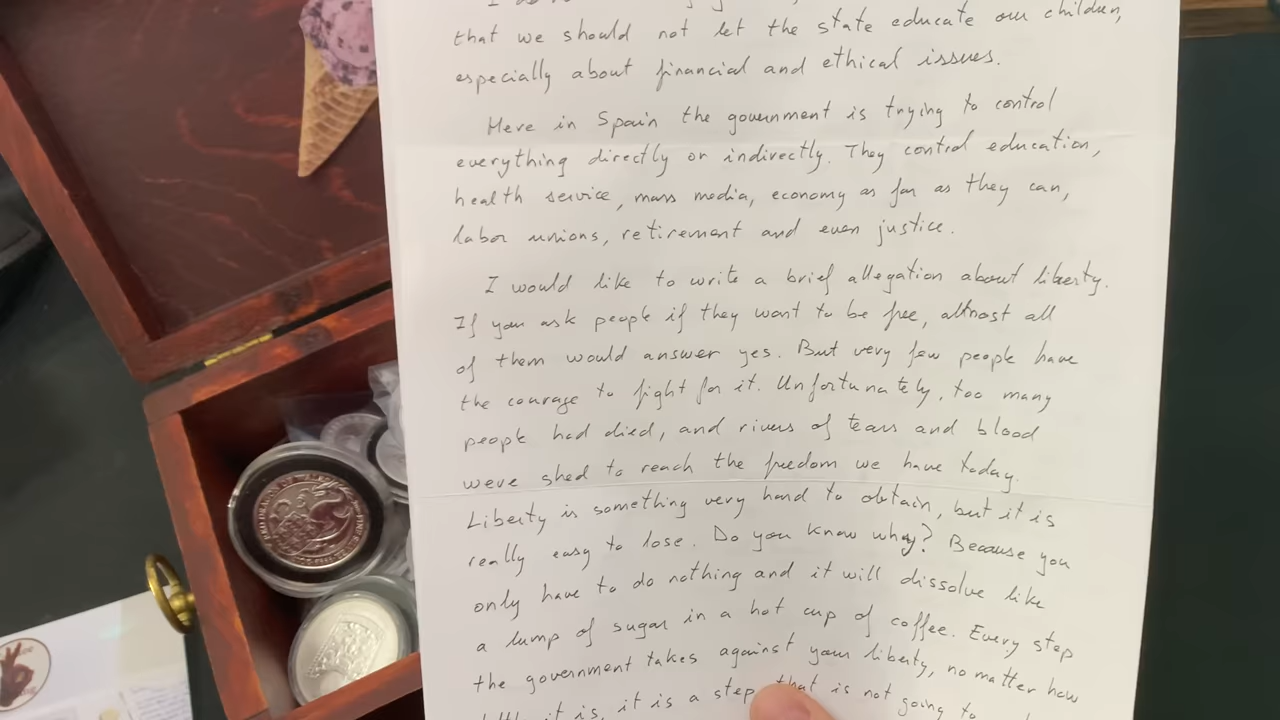 that we should not let the state educate our children,
especially about financial and ethical issues.
Here in Spain the government is trying to control
everything directly or indirectly. They control education,
health service, mass media, economy as far as they can,
labor unions, retirement and even justice.
I would like to write a brief allegation about liberty.
If you ask people if they want to be free, altmost all
of them would answer yes. But very few people have
the courage to fight for it. Unfortunately, too many
people had died, and rivers of tears and blood
were shed to reach the freedom we have today.
Liberty is something very hard to obtain, but it is
really easy to lose. Do you know why? Because you
only have to do nothing and it will dissolve like
a lump of sugar in a hot cup of coffee. Every step
the government takes against your liberty, no matter how
it is, it is a step that is not going to